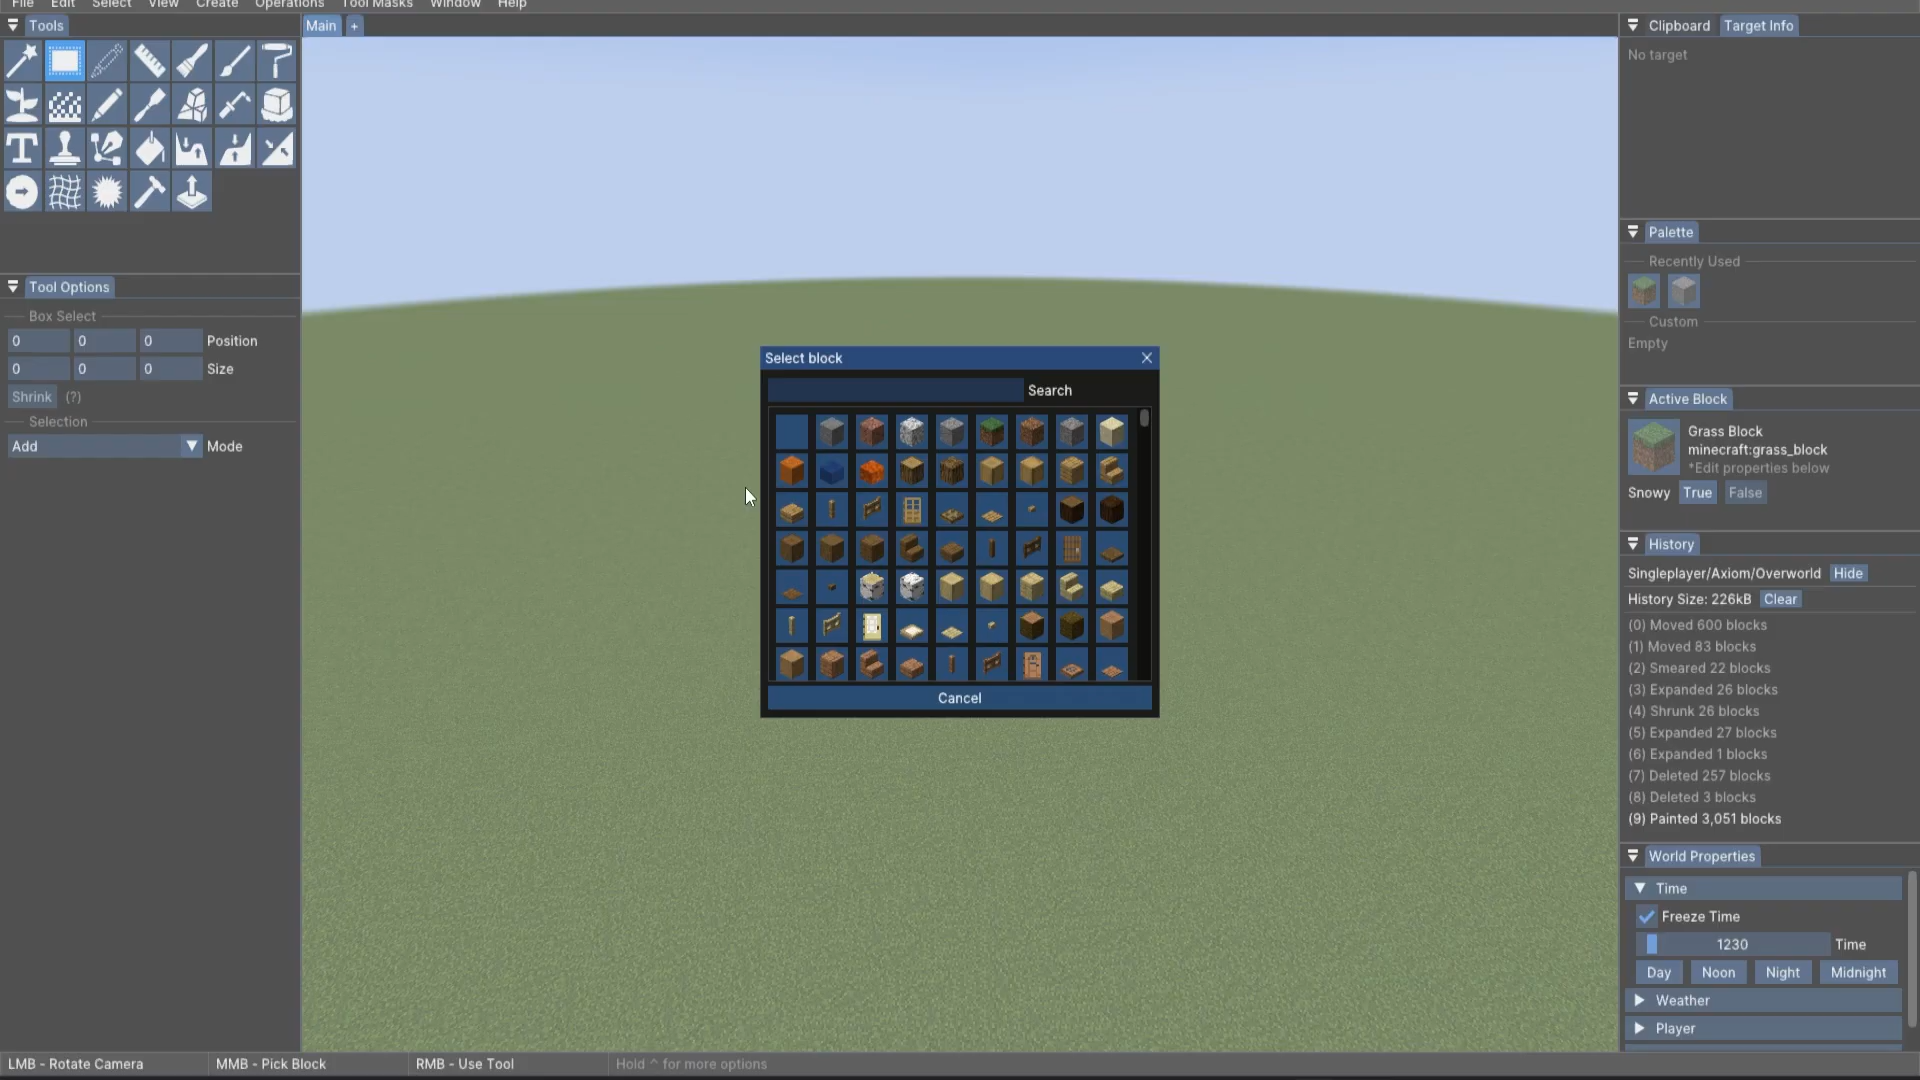 File Edit Select View Create Operations Tool Masks Window Help
Tools
Main +
Clipboard Target Info
No target
Palette
Recently Used
Custom
Empty
Tool Options
Box Select
0 0 0 Position
0 0 0 Size
Shrink (?)
Selection
Add Mode
Select block
Search
Cancel
Active Block
Grass Block
minecraft:grass_block
*Edit properties below
Snowy True False
History
Singleplayer/Axiom/Overworld Hide
History Size: 226kB Clear
(0) Moved 600 blocks
(1) Moved 83 blocks
(2) Smeared 22 blocks
(3) Expanded 26 blocks
(4) Shrunk 26 blocks
(5) Expanded 27 blocks
(6) Expanded 1 blocks
(7) Deleted 257 blocks
(8) Deleted 3 blocks
(9) Painted 3,051 blocks
World Properties
Time
Freeze Time
1230 Time
Day Noon Night Midnight
Weather
Player
LMB - Rotate Camera MMB - Pick Block RMB - Use Tool Hold ^ for more options